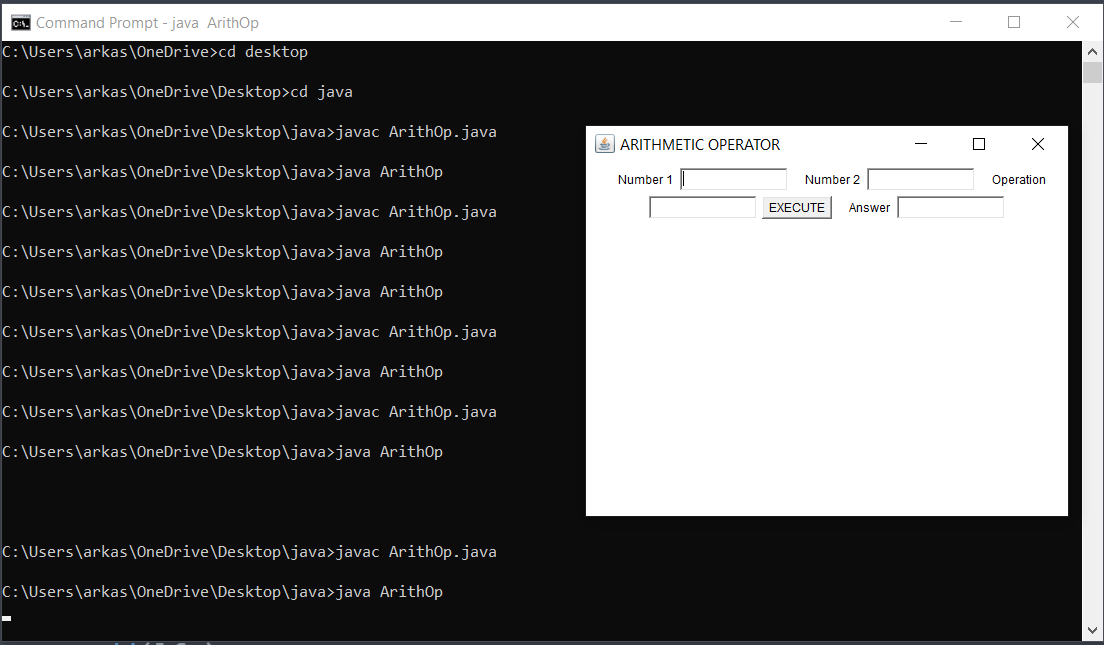 Command Prompt - java  ArithOp
C:\Users\arkas\OneDrive>cd desktop
C:\Users\arkas\OneDrive\Desktop>cd java
C:\Users\arkas\OneDrive\Desktop\java>javac ArithOp.java
C:\Users\arkas\OneDrive\Desktop\java>java ArithOp
C:\Users\arkas\OneDrive\Desktop\java>javac ArithOp.java
C:\Users\arkas\OneDrive\Desktop\java>java ArithOp
C:\Users\arkas\OneDrive\Desktop\java>java ArithOp
C:\Users\arkas\OneDrive\Desktop\java>javac ArithOp.java
C:\Users\arkas\OneDrive\Desktop\java>java ArithOp
C:\Users\arkas\OneDrive\Desktop\java>javac ArithOp.java
C:\Users\arkas\OneDrive\Desktop\java>java ArithOp
C:\Users\arkas\OneDrive\Desktop\java>javac ArithOp.java
C:\Users\arkas\OneDrive\Desktop\java>java ArithOp
ARITHMETIC OPERATOR
Number 1 Number 2 Operation
EXECUTE Answer